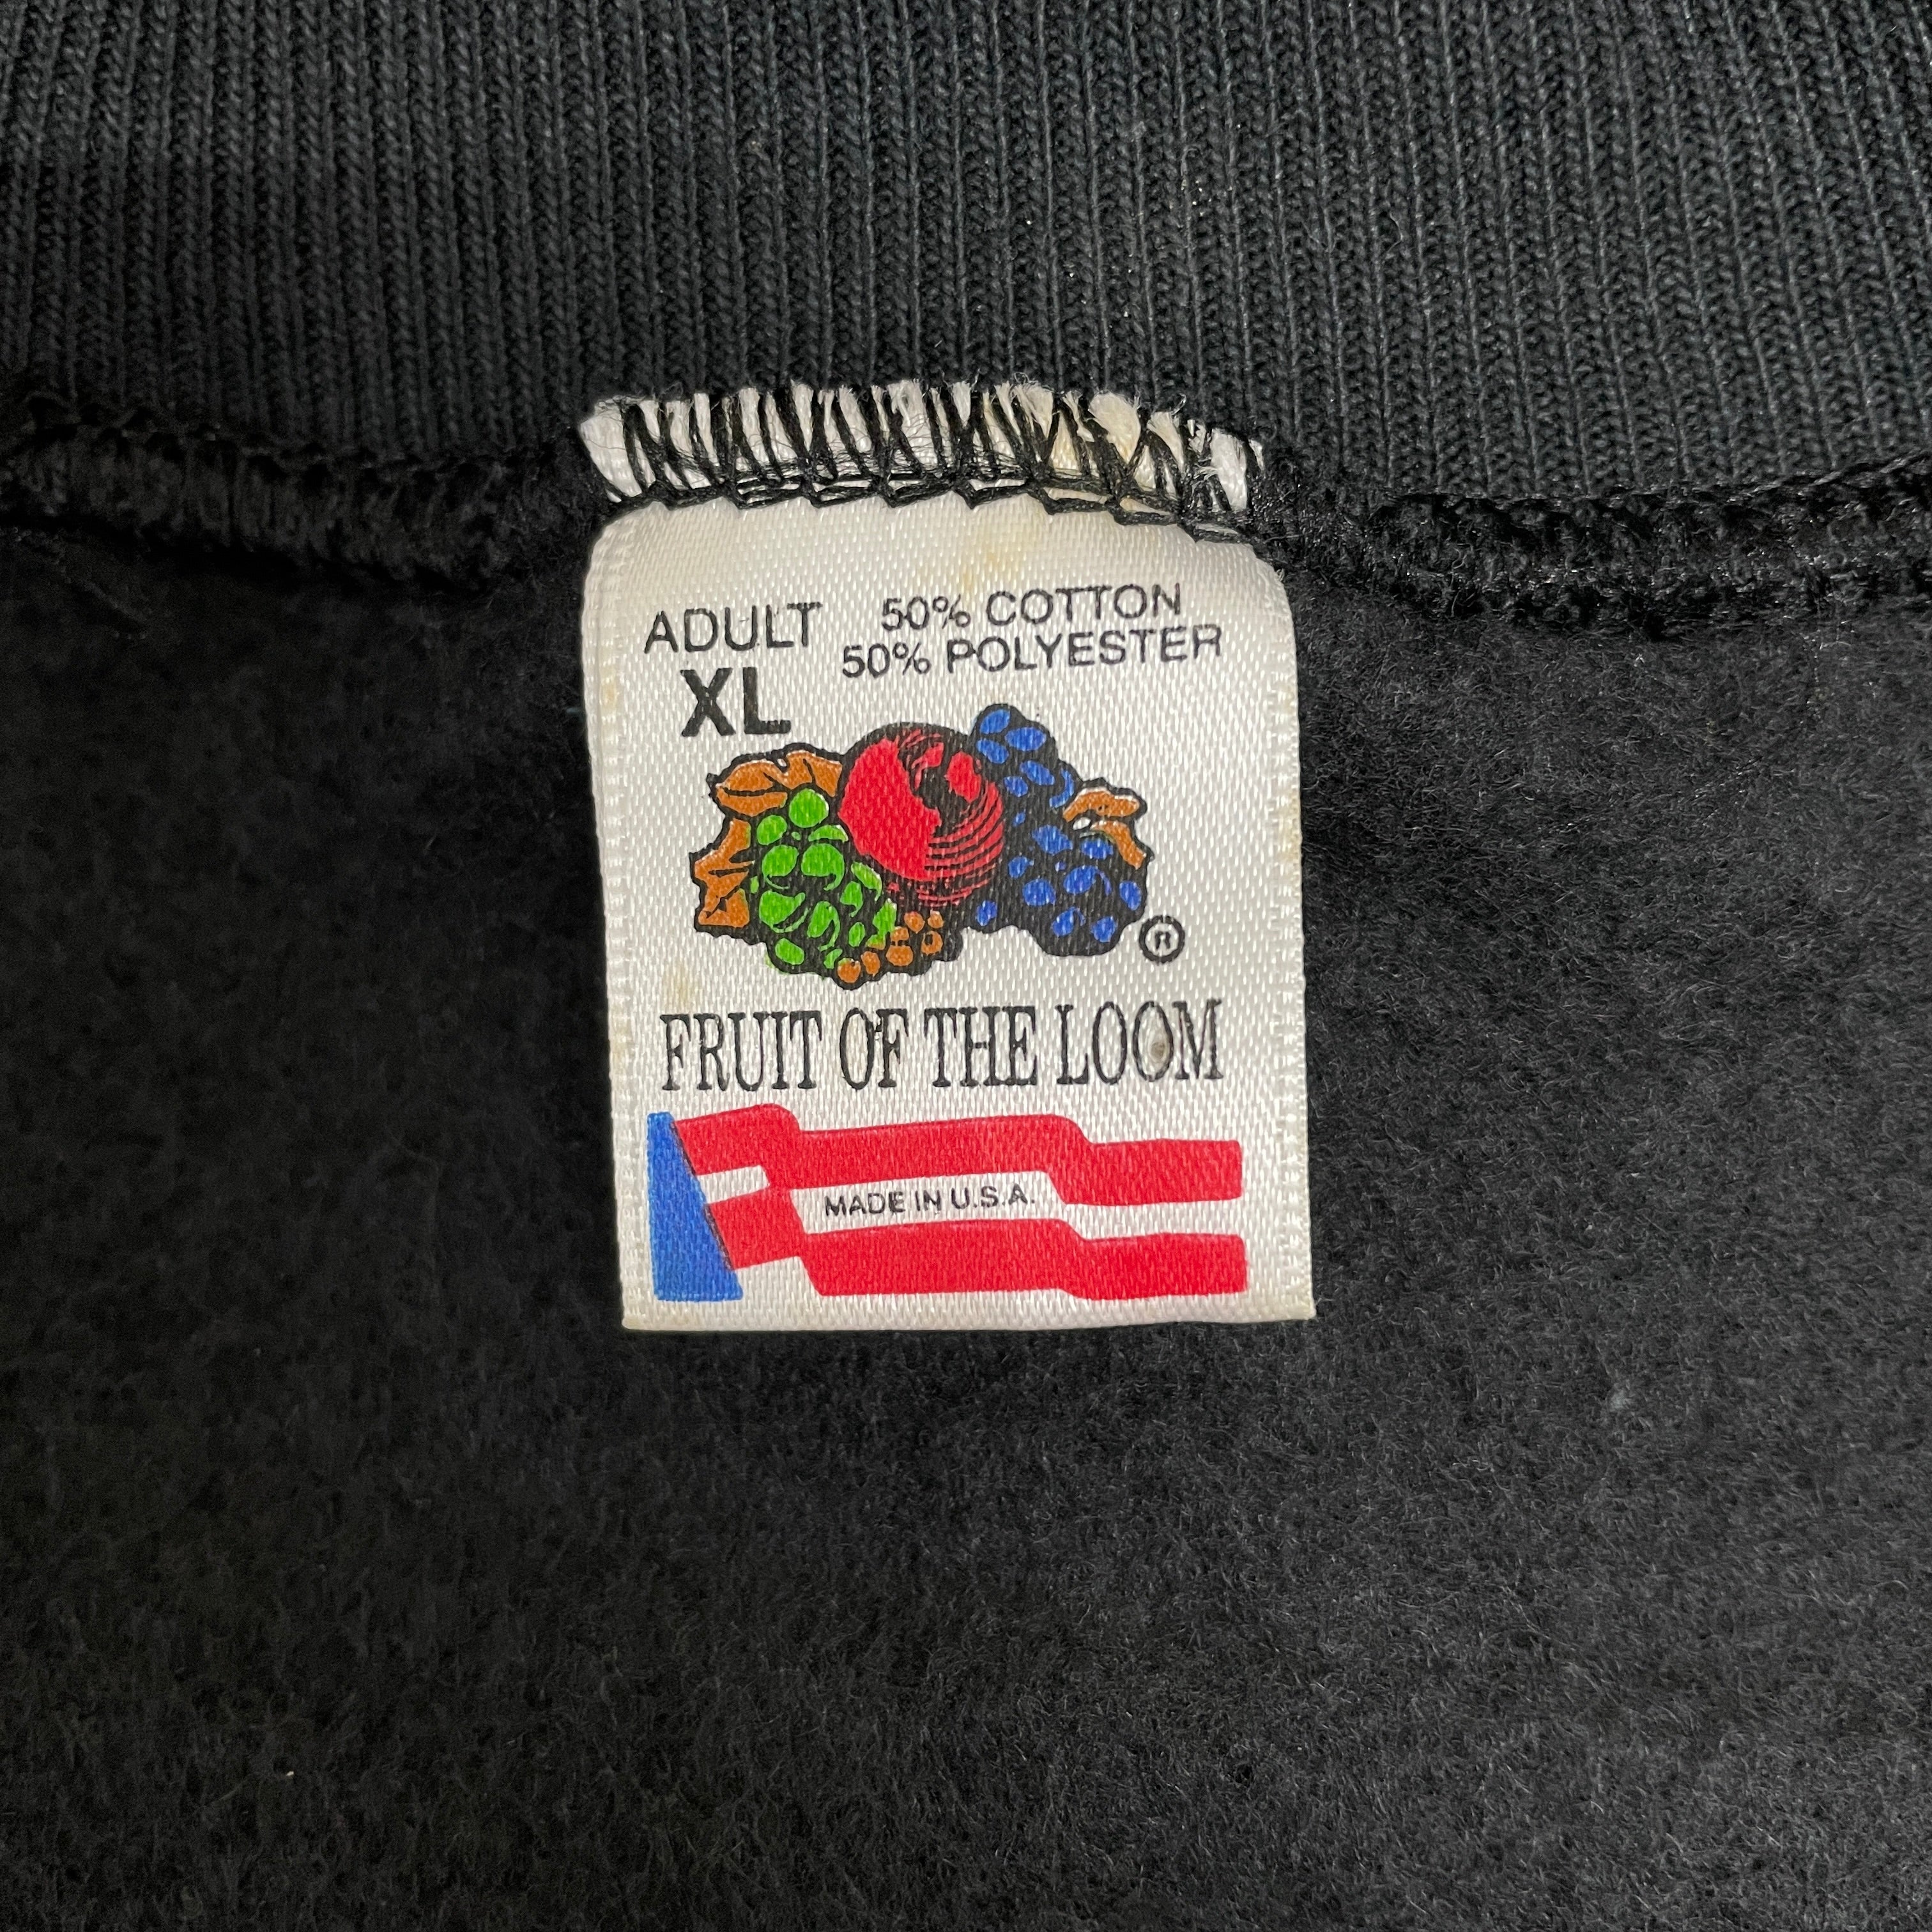 ADULT
XL
50% COTTON
50% POLYESTER
®
FRUIT OF THE LOOM
MADE IN U.S.A.